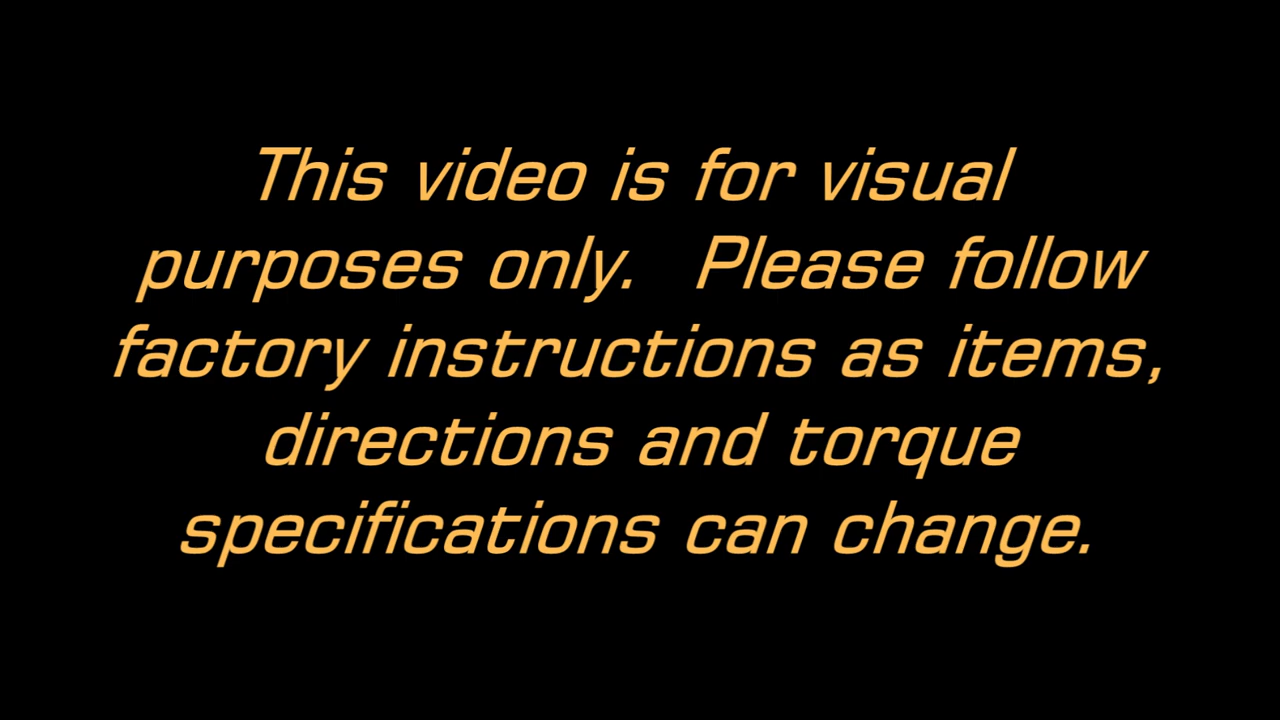 This video is for visual
purposes only.  Please follow
factory instructions as items,
directions and torque
specifications can change.